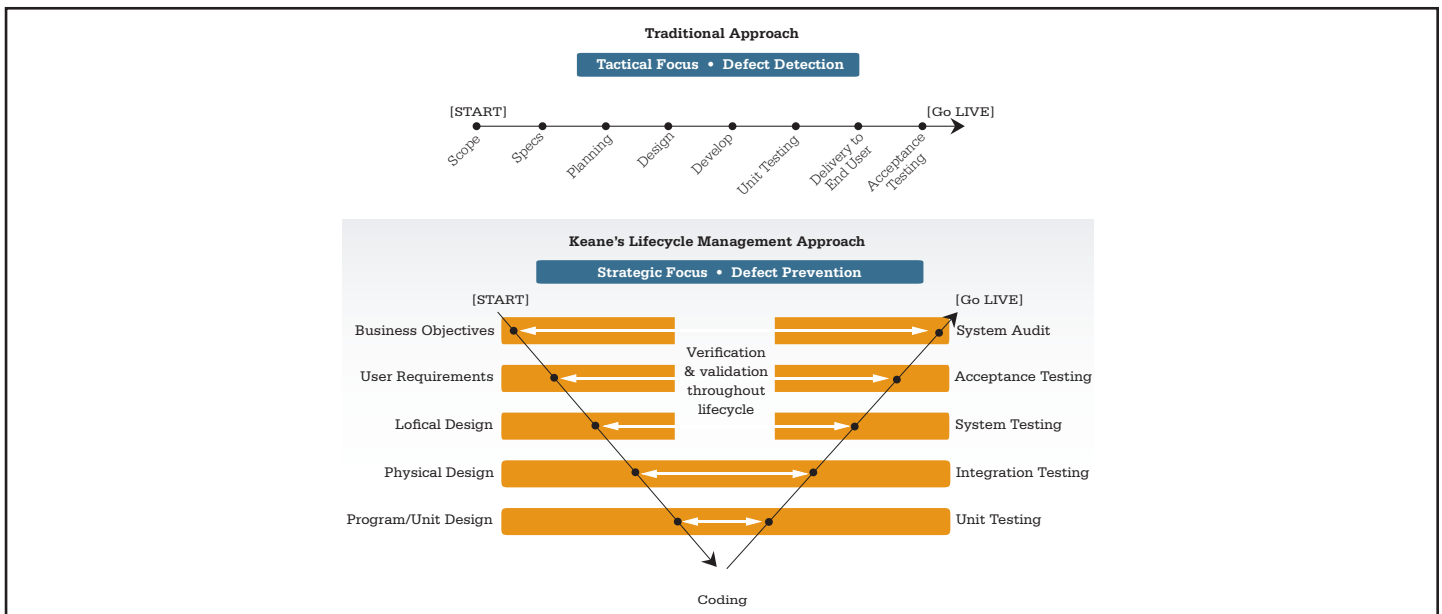 Traditional Approach
Tactical Focus • Defect Detection
[START]
[Go LIVE]
Scope
Specs
Planning
Design
Develop
Unit Testing
Delivery to
End User
Acceptance
Testing
Keane's Lifecycle Management Approach
Strategic Focus • Defect Prevention
[START]
[Go LIVE]
Business Objectives
System Audit
Verification
& validation
throughout
lifecycle
User Requirements
Acceptance Testing
Lofical Design
System Testing
Physical Design
Integration Testing
Program/Unit Design
Unit Testing
Coding